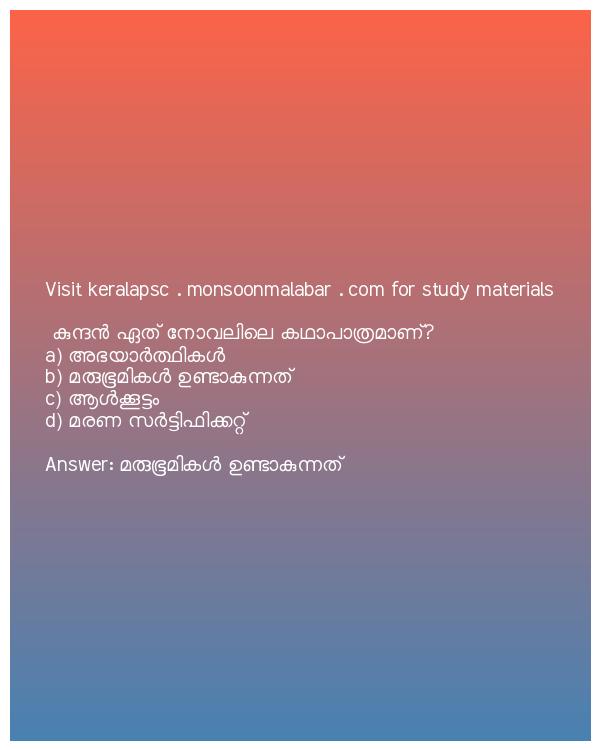 Visit keralapsc . monsoonmalabar . com for study materials
കുന്ദൻ ഏത് നോവലിലെ കഥാപാത്രമാണ്?
a) അഭയാർത്ഥികൾ
b) മരുഭൂമികൾ ഉണ്ടാകുന്നത്
c) ആൾക്കൂട്ടം
d) മരണ സർട്ടിഫിക്കറ്റ്
Answer: മരുഭൂമികൾ ഉണ്ടാകുന്നത്